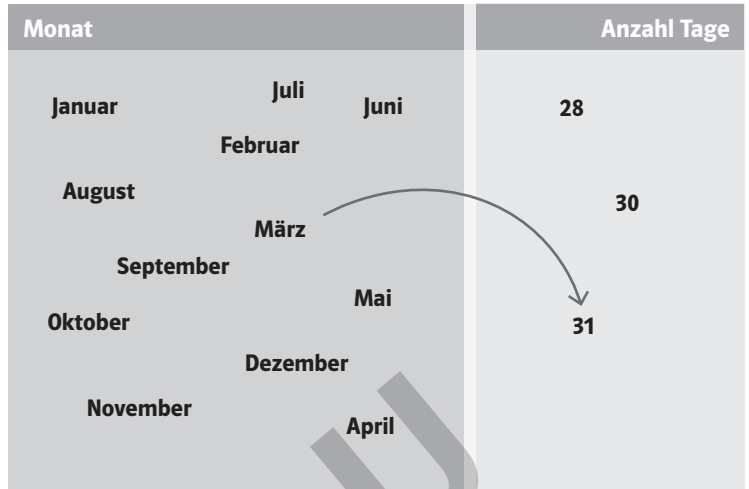 Monat
Anzahl Tage
Juli
Januar
Juni
28
Februar
August
30
März
September
Mai
Oktober
31
Dezember
November
April